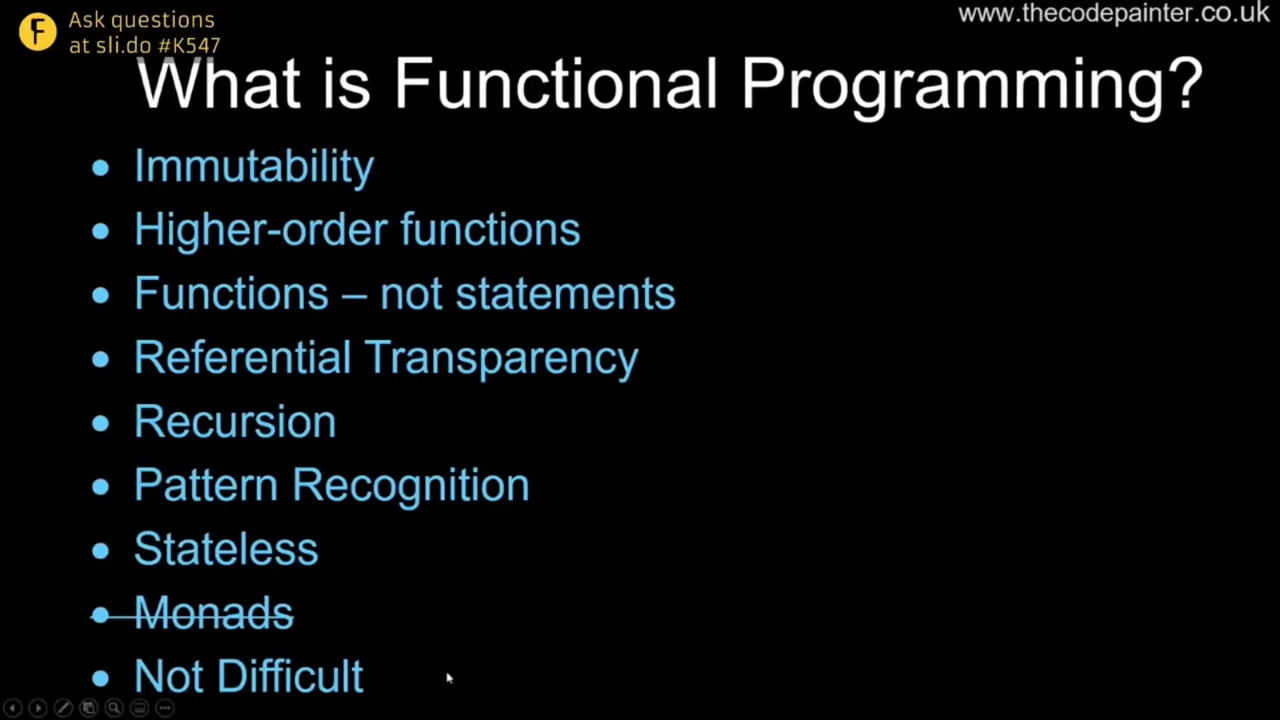 Ask questions
at sli.do #K547
www.thecodepainter.co.uk
What is Functional Programming?
• Immutability
• Higher-order functions
• Functions – not statements
• Referential Transparency
• Recursion
• Pattern Recognition
• Stateless
• Monads
• Not Difficult